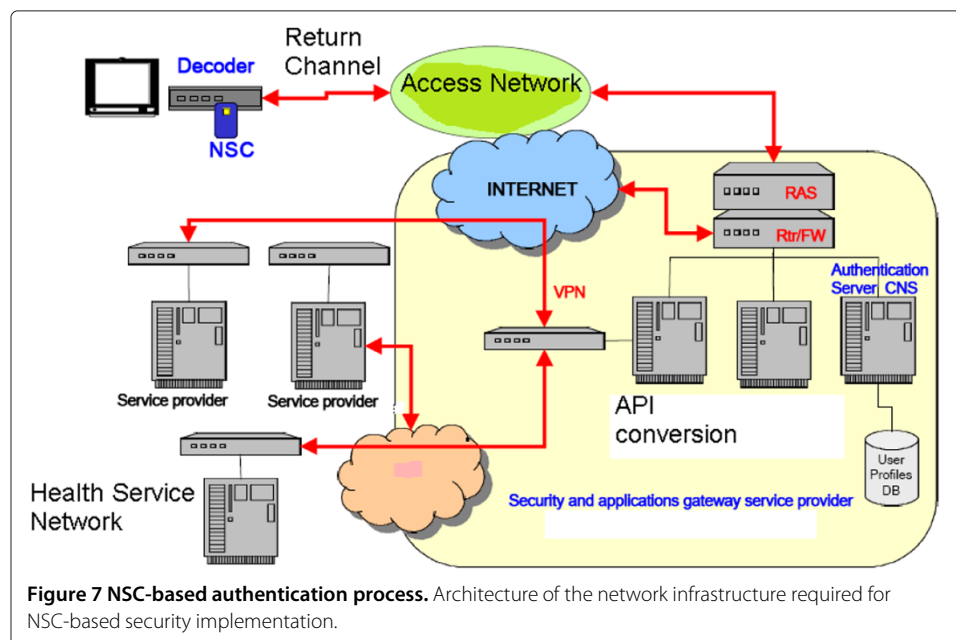 Return
Channel
Decoder
NSC
Access Network
INTERNET
RAS
Rtr/FW
VPN
Authentication
Server CNS
Service provider
Service provider
API
conversion
User
Profiles
DB
Health Service
Network
Security and applications gateway service provider
Figure 7 NSC-based authentication process. Architecture of the network infrastructure required for
NSC-based security implementation.